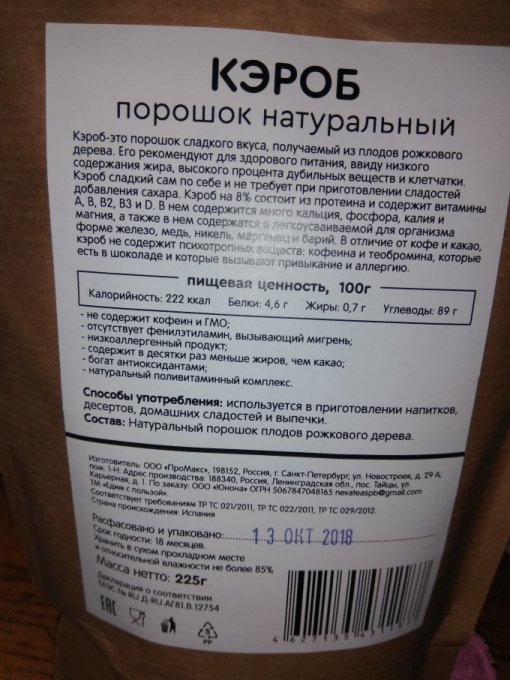 КЭРОБ
порошок натуральный
Кэроб-это порошок сладкого вкуса, получаемый из плодов рожкового
дерева. Его рекомендуют для здорового питания, ввиду низкого
содержания жира, высокого процента дубильных веществ и клетчатки.
Кэроб сладкий сам по себе и не требует при приготовлении сладостей
добавления сахара. Кэроб на 8% состоит из протеина и содержит витамины
А, В, В2, В3 и D. В нем содержится много кальция, фосфора, калия и
магния, а также в нем содержатся в легкоусваиваемой для организма
форме железо, медь, никель, марганец и барий. В отличие от кофе и какао,
кэроб не содержит психотропных веществ: кофеина и теобромина, которые
есть в шоколаде и которые вызывают привыкание и аллергию.
пищевая ценность, 100г
Калорийность: 222 ккал Белки: 4,6 г Жиры: 0,7 г Углеводы: 89 г
- не содержит кофеин и ГМО;
- отсутствует фенилэтиламин, вызывающий мигрень;
- низкоаллергенный продукт;
- содержит в десятки раз меньше жиров, чем какао;
- богат антиоксидантами;
- натуральный поливитаминный комплекс.
Способы употребления: используется в приготовлении напитков,
десертов, домашних сладостей и выпечки.
Состав: Натуральный порошок плодов рожкового дерева.
Изготовитель: ООО «ПроМакс», 198152, Россия, г. Санкт-Петербург, ул. Новостроек, д. 29 А,
пом. 1-Н. Адрес производства: 188340, Россия, Ленинградская обл., пос. Тайцы, ул.
Карьерная, д. 1. По заказу: ООО «Юнона» ОГРН 5067847048165 nevateaspb@gmail.com
ТМ «Едим с пользой».
Соответствует требованиям ТР ТС 021/2011, ТР ТС 022/2011, ТР ТС 029/2012.
Страна происхождения: Испания
Расфасовано и упаковано: 13 ОКТ 2018
Срок годности: 18 месяцев.
Хранить в сухом прохладном месте
и относительной влажности не более 85%
Масса нетто: 225г
Декларация о соответствии
ЕАЭС № RU Д-RU.АГ81.В.12754
EAC
5
PP